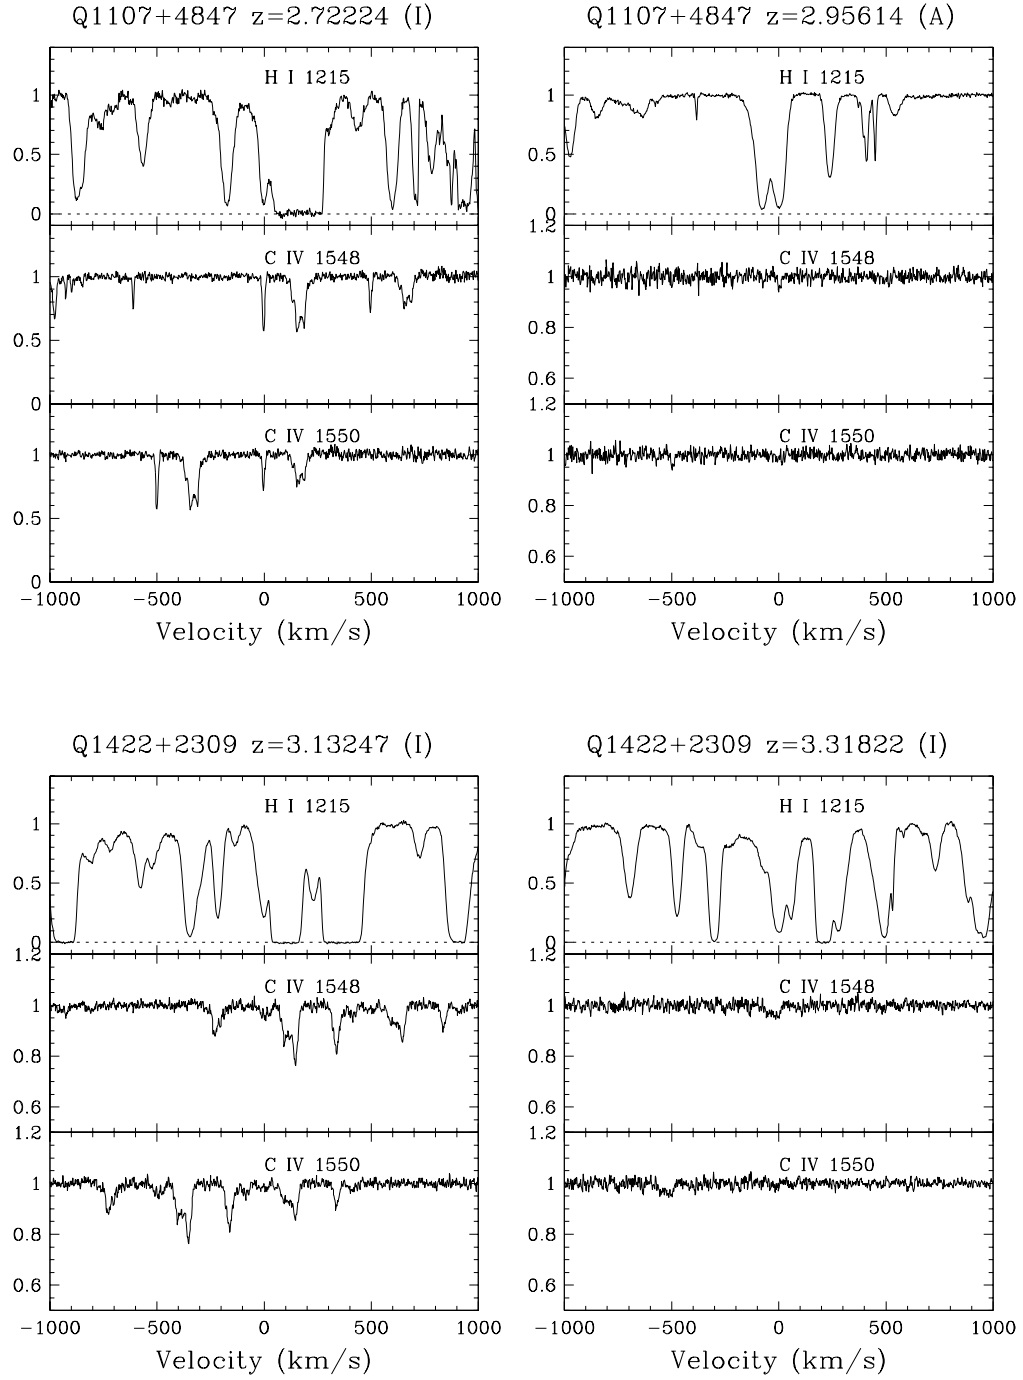 Q1107+4847 z=2.72224 (I)
H I 1215
1
0.5
0
C IV 1548
1
0.5
0
C IV 1550
1
0.5
0
−1000 −500 0 500 1000
Velocity (km/s)
Q1107+4847 z=2.95614 (A)
H I 1215
1
0.5
0
1.2
C IV 1548
1
0.8
0.6
1.2
C IV 1550
1
0.8
0.6
−1000 −500 0 500 1000
Velocity (km/s)
Q1422+2309 z=3.13247 (I)
H I 1215
1
0.5
0
1.2
C IV 1548
1
0.8
0.6
1.2
C IV 1550
1
0.8
0.6
−1000 −500 0 500 1000
Velocity (km/s)
Q1422+2309 z=3.31822 (I)
H I 1215
1
0.5
0
1.2
C IV 1548
1
0.8
0.6
1.2
C IV 1550
1
0.8
0.6
−1000 −500 0 500 1000
Velocity (km/s)